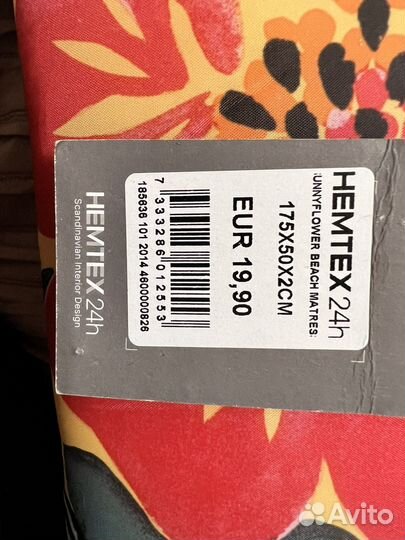 HEMTEX 24h
Scandinavian Interior Design
HEMTEX 24h
UNNYFLOWER BEACH MATRES
175X50X2CM
EUR 19,90
7 333286 012553
185636 101 2014 4600000826
Avito